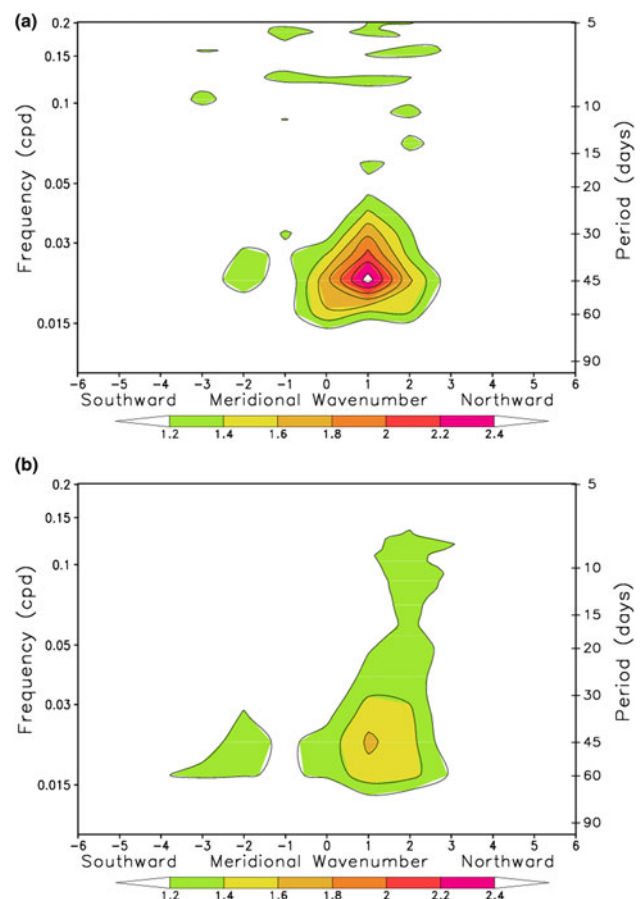 (a)
0.2
0.15
0.1
0.05
0.03
0.015
Frequency (cpd)
5
10
15
20
30
45
60
90
Period (days)
-6 -5 -4 -3 -2 -1 0 1 2 3 4 5 6
Southward Meridional Wavenumber Northward
1.2 1.4 1.6 1.8 2 2.2 2.4
(b)
0.2
0.15
0.1
0.05
0.03
0.015
Frequency (cpd)
5
10
15
20
30
45
60
90
Period (days)
-6 -5 -4 -3 -2 -1 0 1 2 3 4 5 6
Southward Meridional Wavenumber Northward
1.2 1.4 1.6 1.8 2 2.2 2.4